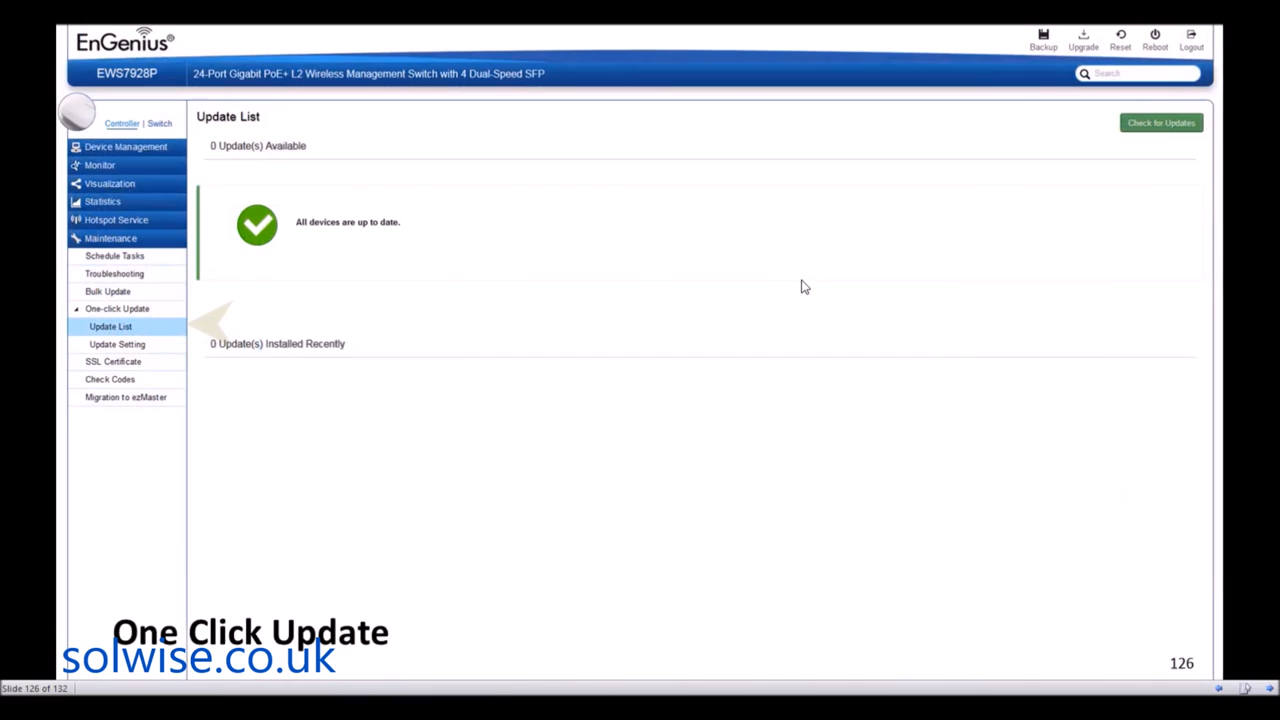 EnGenius®
Backup Upgrade Reset Reboot Logout
EWS7928P 24-Port Gigabit PoE+ L2 Wireless Management Switch with 4 Dual-Speed SFP Search
Controller | Switch
Device Management
Monitor
Visualization
Statistics
Hotspot Service
Maintenance
Schedule Tasks
Troubleshooting
Bulk Update
One-click Update
Update List
Update Setting
SSL Certificate
Check Codes
Migration to ezMaster
Update List
Check for Updates
0 Update(s) Available
All devices are up to date.
0 Update(s) Installed Recently
One Click Update
solwise.co.uk
126
Slide 126 of 132